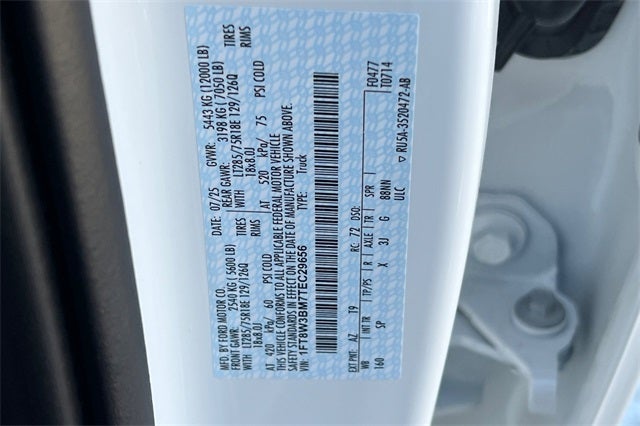 MFD. BY FORD MOTOR CO.
DATE: 07/25 GVWR: 5443 KG (12000 LB)
FRONT GAWR: 2540 KG (5600 LB) REAR GAWR: 3198 KG (7050 LB)
WITH LT285/75R18E 129/126Q TIRES WITH LT285/75R18E 129/126Q TIRES
18x8.0J RIMS 18x8.0J RIMS
AT 420 kPa/ 60 PSI COLD AT 520 kPa/ 75 PSI COLD
THIS VEHICLE CONFORMS TO ALL APPLICABLE FEDERAL MOTOR VEHICLE
SAFETY STANDARDS IN EFFECT ON THE DATE OF MANUFACTURE SHOWN ABOVE.
VIN: 1FT8W3BM7TEC29656
TYPE: Truck
F0477
T0714
EXT PNT: AZ T9 RC: 72 DSO:
WB INT TR TP/PS R AXLE TR SPR
160 SP X 3J G 88NN
ULC
RU5A-3520472-AB